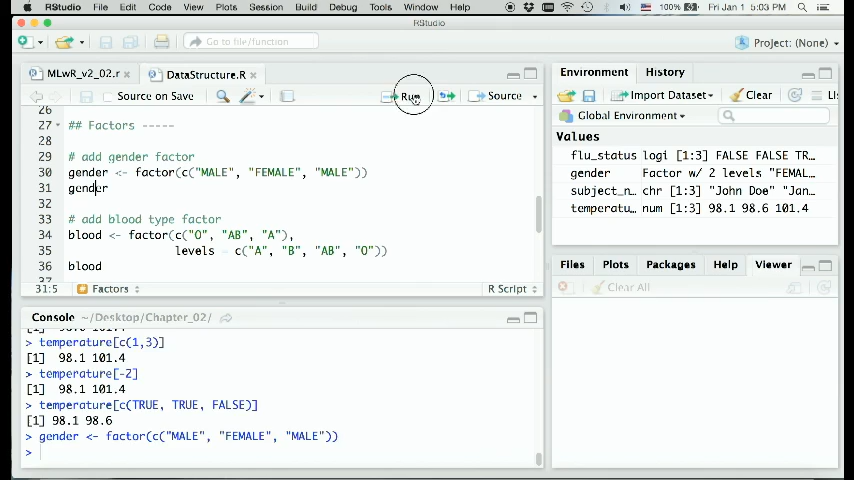 RStudio File Edit Code View Plots Session Build Debug Tools Window Help 100% Fri Jan 1 5:03 PM
RStudio
Go to file/function Project: (None)
MLwR_v2_02.r DataStructure.R
Source on Save Run Source
26
27 ## Factors -----
28
29 # add gender factor
30 gender <- factor(c("MALE", "FEMALE", "MALE"))
31 gender
32
33 # add blood type factor
34 blood <- factor(c("O", "AB", "A"),
35 levels = c("A", "B", "AB", "O"))
36 blood
37
31:5 Factors R Script
Console ~/Desktop/Chapter_02/
> temperature[c(1,3)]
[1] 98.1 101.4
> temperature[-2]
[1] 98.1 101.4
> temperature[c(TRUE, TRUE, FALSE)]
[1] 98.1 98.6
> gender <- factor(c("MALE", "FEMALE", "MALE"))
>
Environment History
Import Dataset Clear Lis
Global Environment
Values
flu_status logi [1:3] FALSE FALSE TR…
gender Factor w/ 2 levels "FEMAL…
subject_n… chr [1:3] "John Doe" "Jan…
temperatu… num [1:3] 98.1 98.6 101.4
Files Plots Packages Help Viewer
Clear All